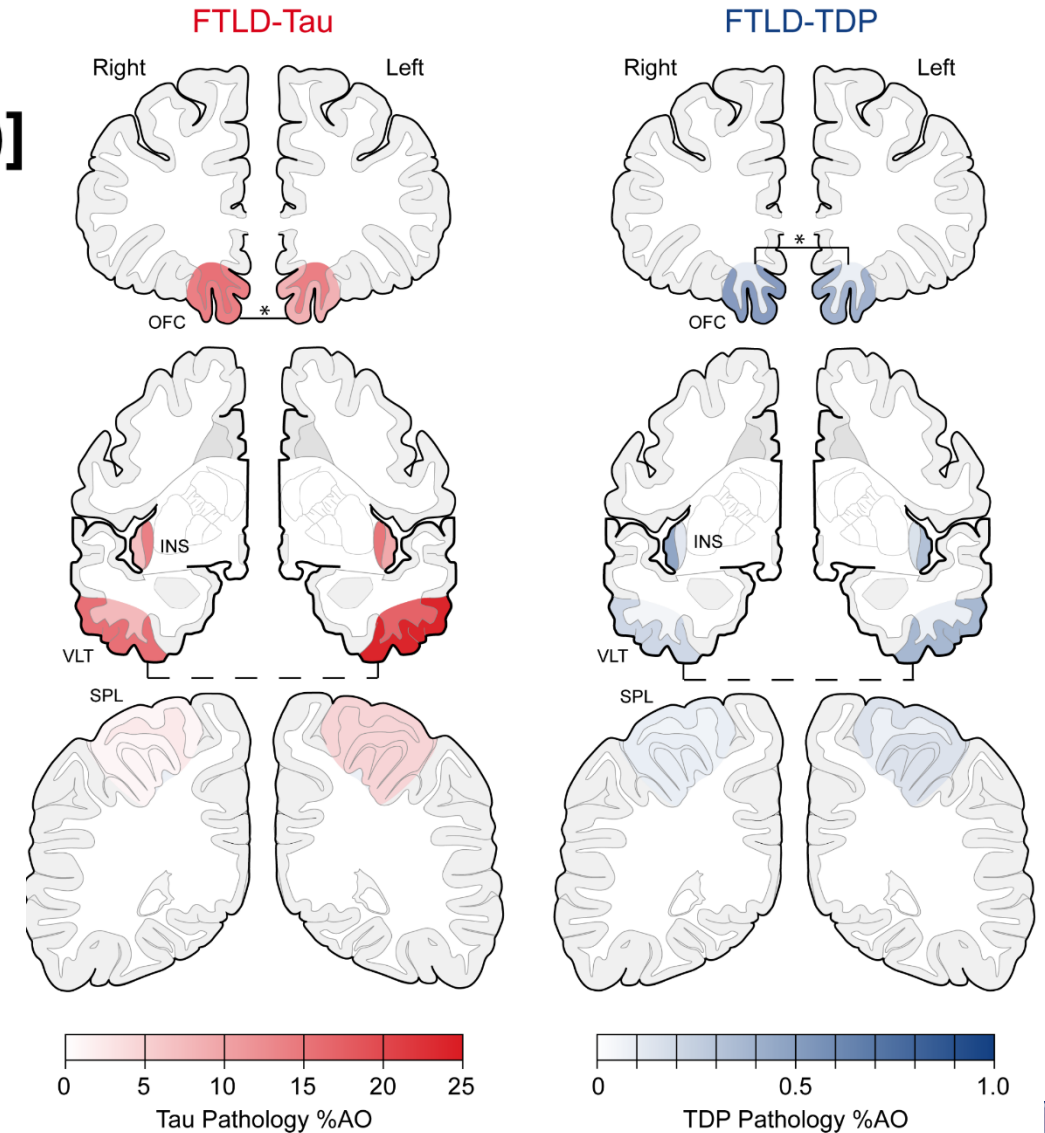 FTLD-Tau FTLD-TDP
Right Left Right Left
)]
* 
OFC *
OFC
INS INS
VLT VLT
SPL SPL
0 5 10 15 20 25 0 0.5 1.0
Tau Pathology %AO TDP Pathology %AO